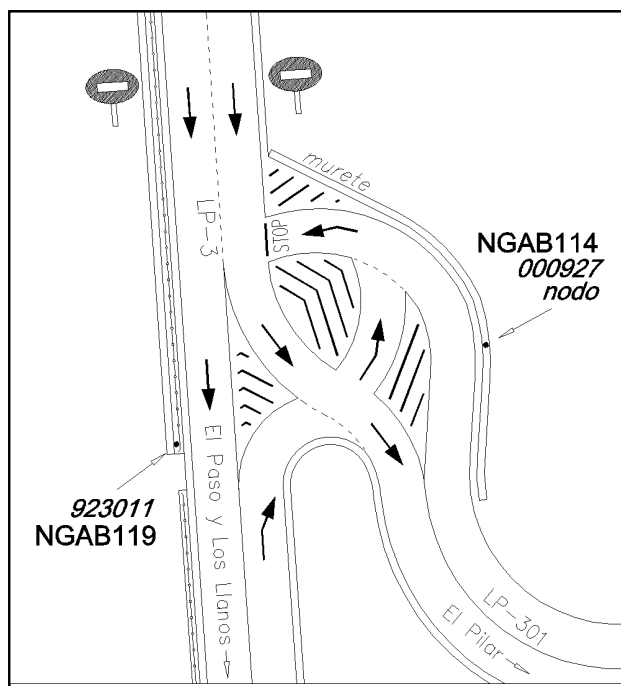 murete
STOP
LP-3
NGAB114
000927
nodo
El Paso y Los Llanos
923011
NGAB119
LP-301
El Pilar